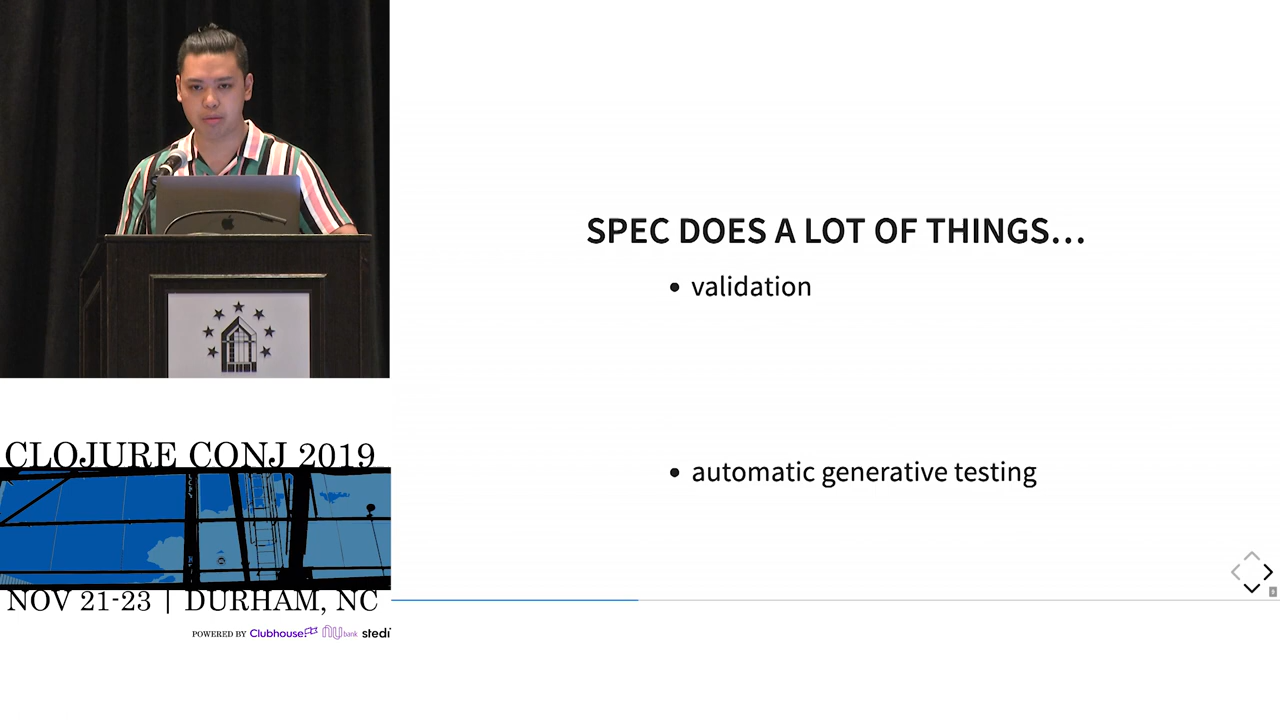 SPEC DOES A LOT OF THINGS...
• validation
• automatic generative testing
CLOJURE CONJ 2019
NOV 21-23 | DURHAM, NC
POWERED BY Clubhouse nu bank stedi